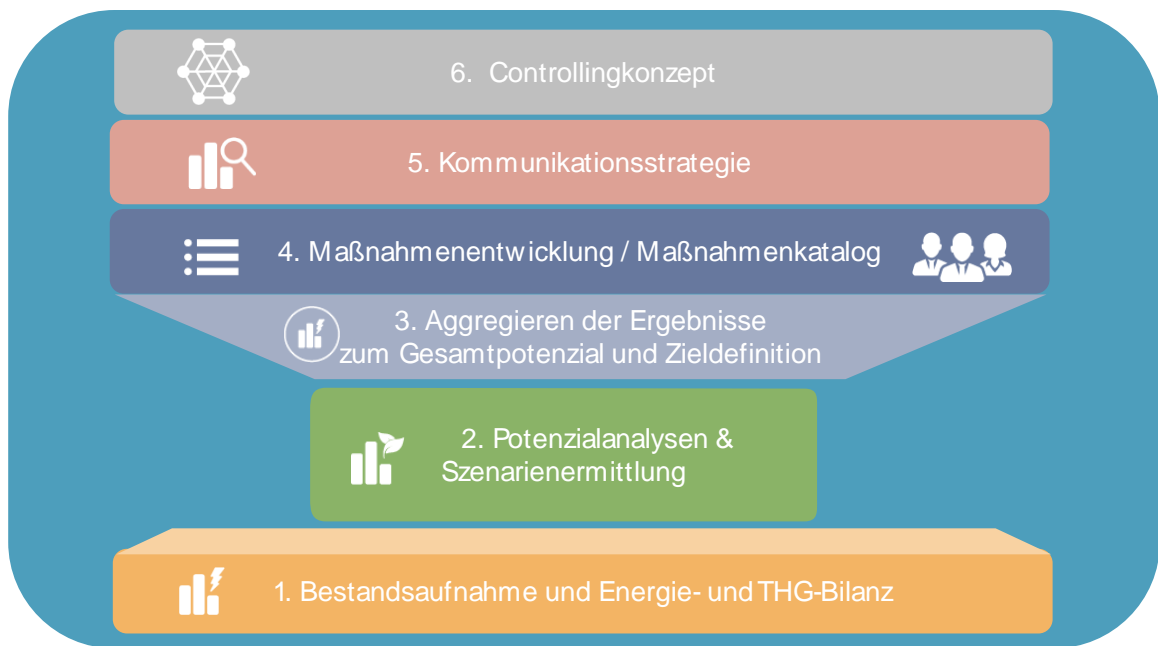 6. Controllingkonzept
5. Kommunikationsstrategie
4. Maßnahmenentwicklung / Maßnahmenkatalog
3. Aggregieren der Ergebnisse
zum Gesamtpotenzial und Zieldefinition
2. Potenzialanalysen &
Szenarienermittlung
1. Bestandsaufnahme und Energie- und THG-Bilanz